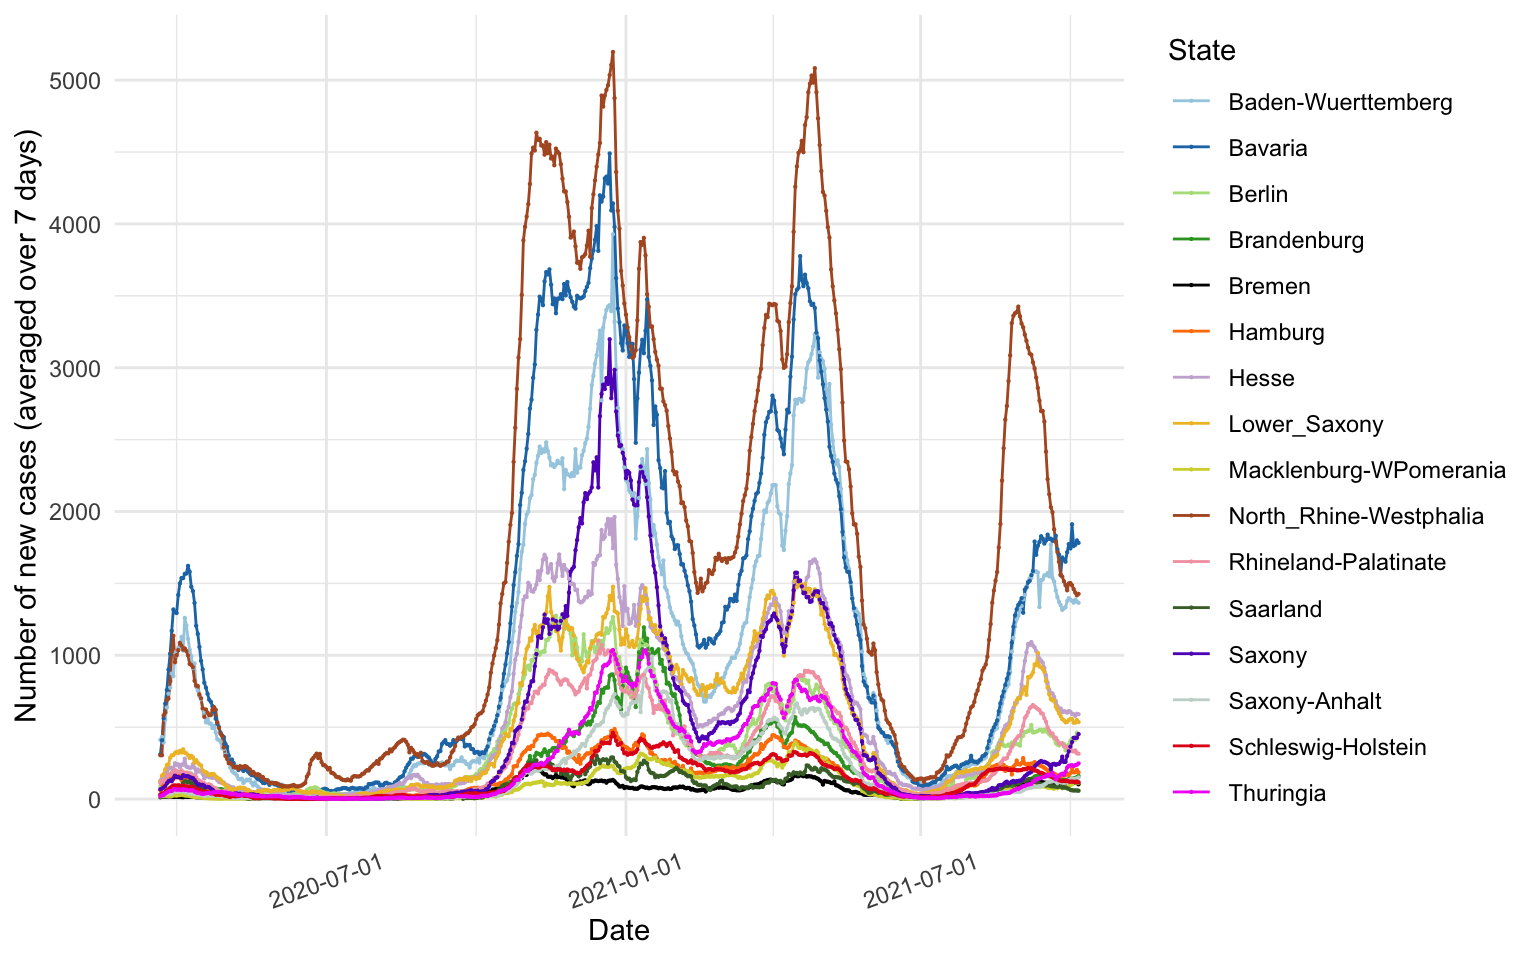 Number of new cases (averaged over 7 days)
5000
4000
3000
2000
1000
0
2020-07-01
2021-01-01
2021-07-01
Date
State
Baden-Wuerttemberg
Bavaria
Berlin
Brandenburg
Bremen
Hamburg
Hesse
Lower_Saxony
Macklenburg-WPomerania
North_Rhine-Westphalia
Rhineland-Palatinate
Saarland
Saxony
Saxony-Anhalt
Schleswig-Holstein
Thuringia